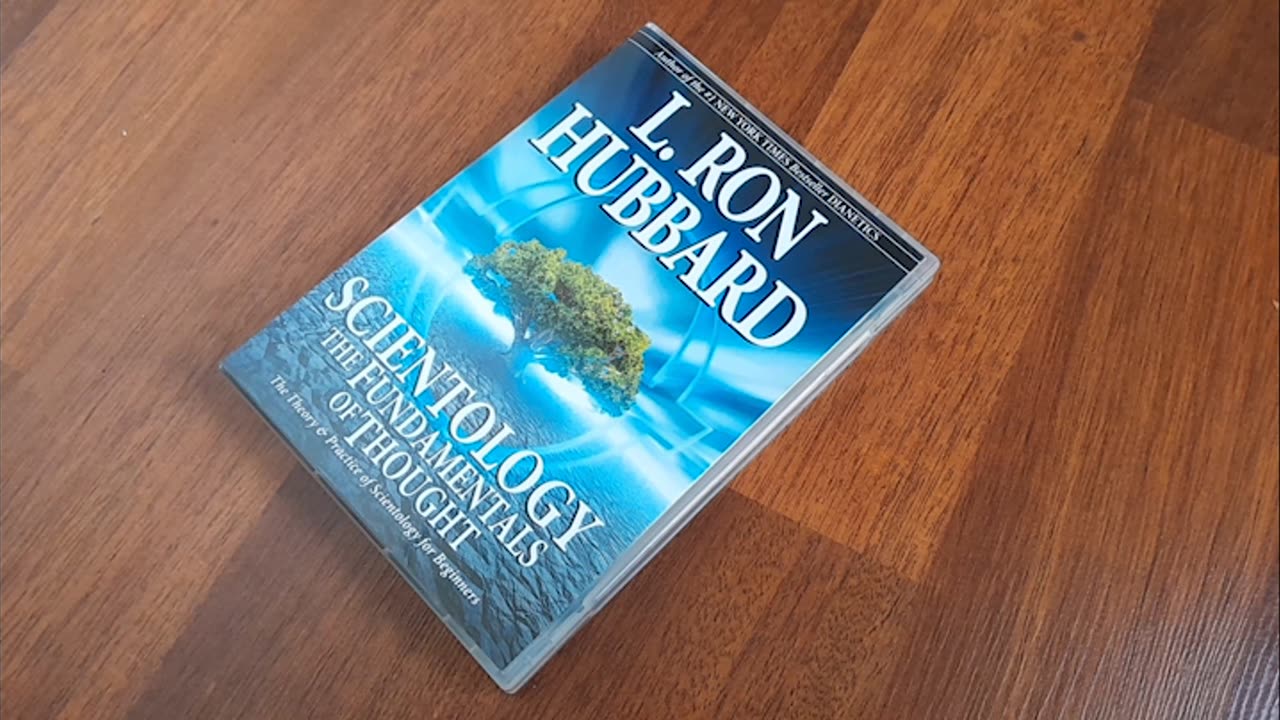 Author of the #1 NEW YORK TIMES Bestseller DIANETICS
L. RON
HUBBARD
SCIENTOLOGY
THE FUNDAMENTALS
OF THOUGHT
The Theory & Practice of Scientology for Beginners